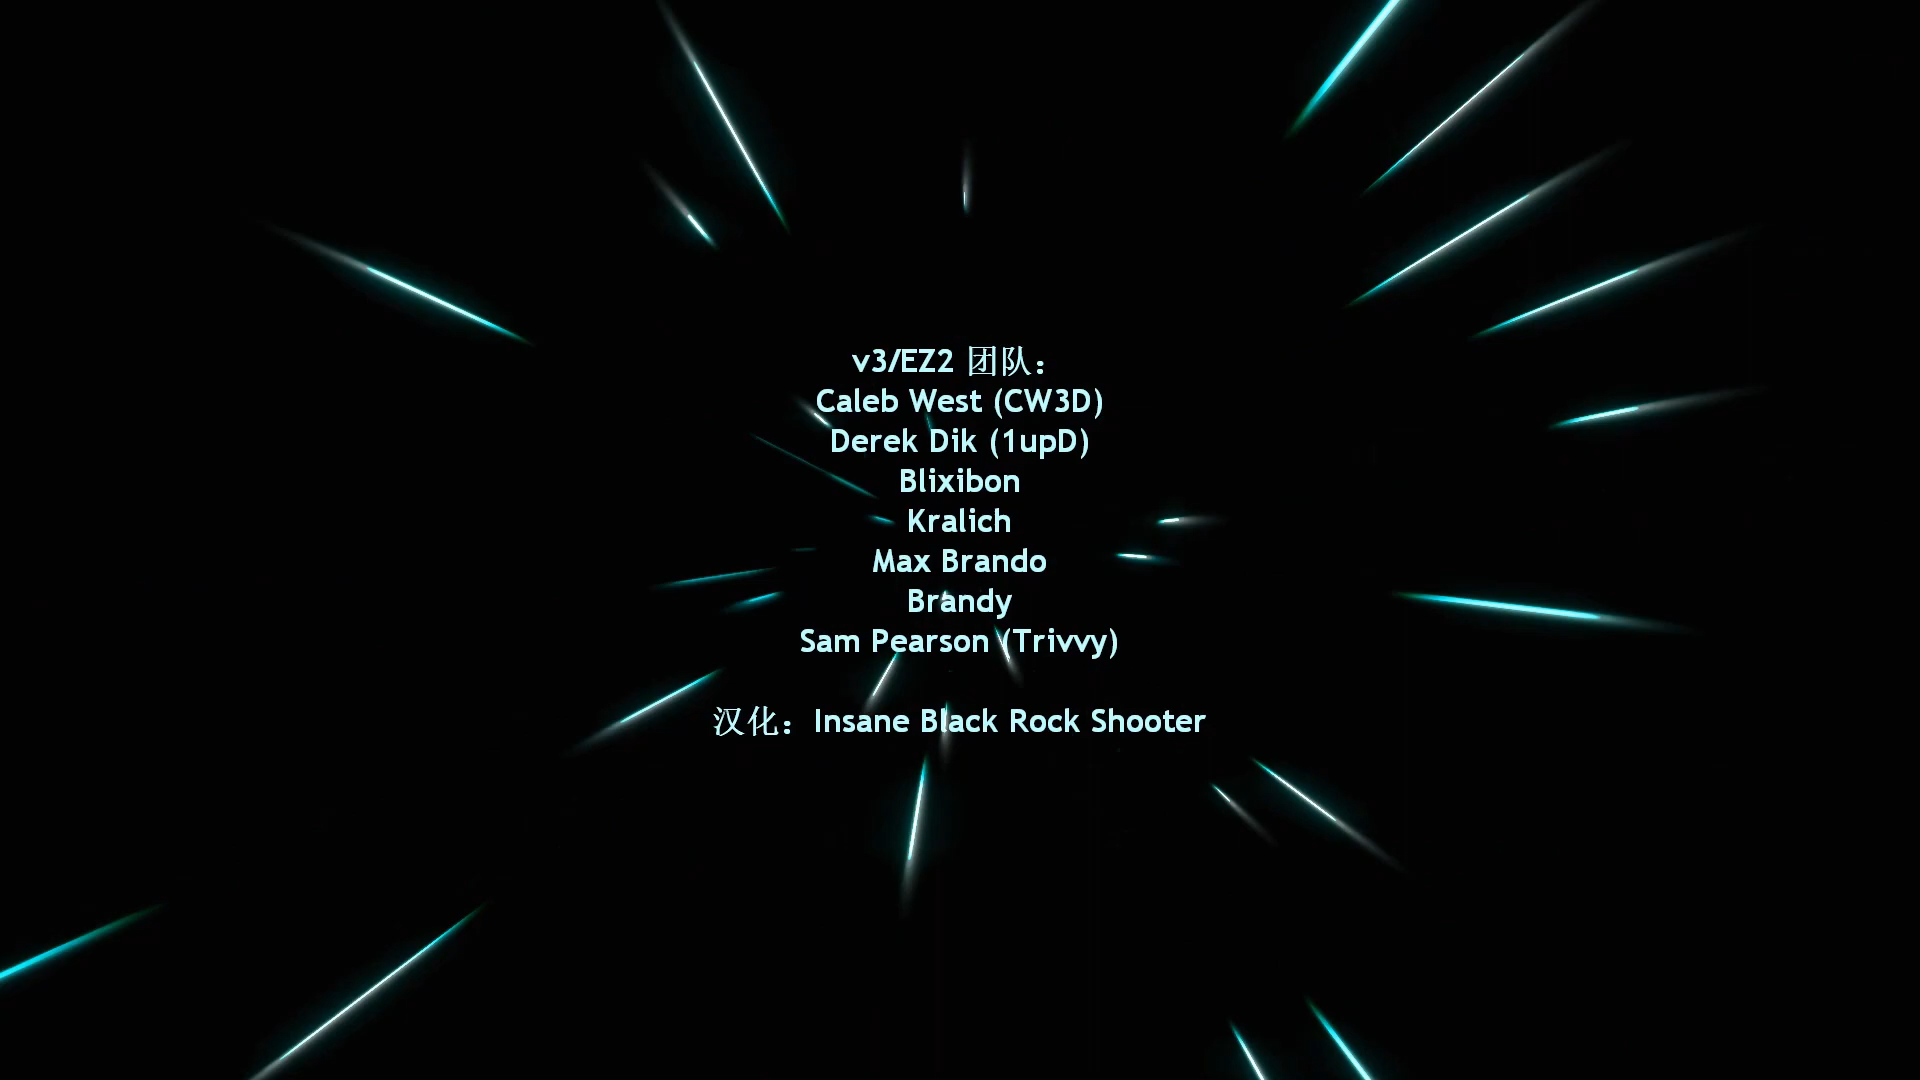 v3/EZ2 团队：
Caleb West (CW3D)
Derek Dik (1upD)
Blixibon
Kralich
Max Brando
Brandy
Sam Pearson (Trivvy)
汉化：Insane Black Rock Shooter